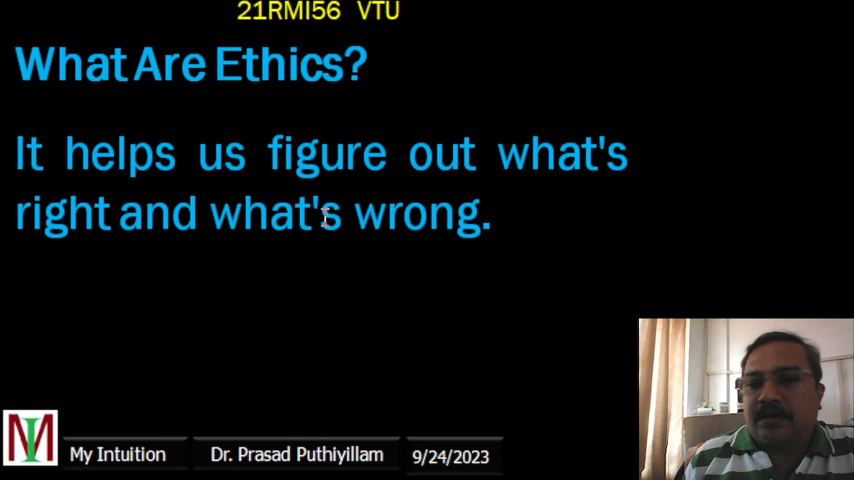 21RMI56 VTU
What Are Ethics?
It helps us figure out what's
right and what's wrong.
MI
My Intuition
Dr. Prasad Puthiyillam
9/24/2023